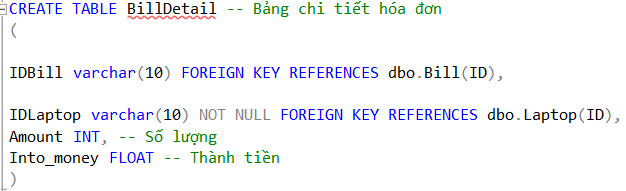 CREATE TABLE BillDetail -- Bảng chi tiết hóa đơn
(
IDBill varchar(10) FOREIGN KEY REFERENCES dbo.Bill(ID),
IDLaptop varchar(10) NOT NULL FOREIGN KEY REFERENCES dbo.Laptop(ID),
Amount INT, -- Số lượng
Into_money FLOAT -- Thành tiền
)